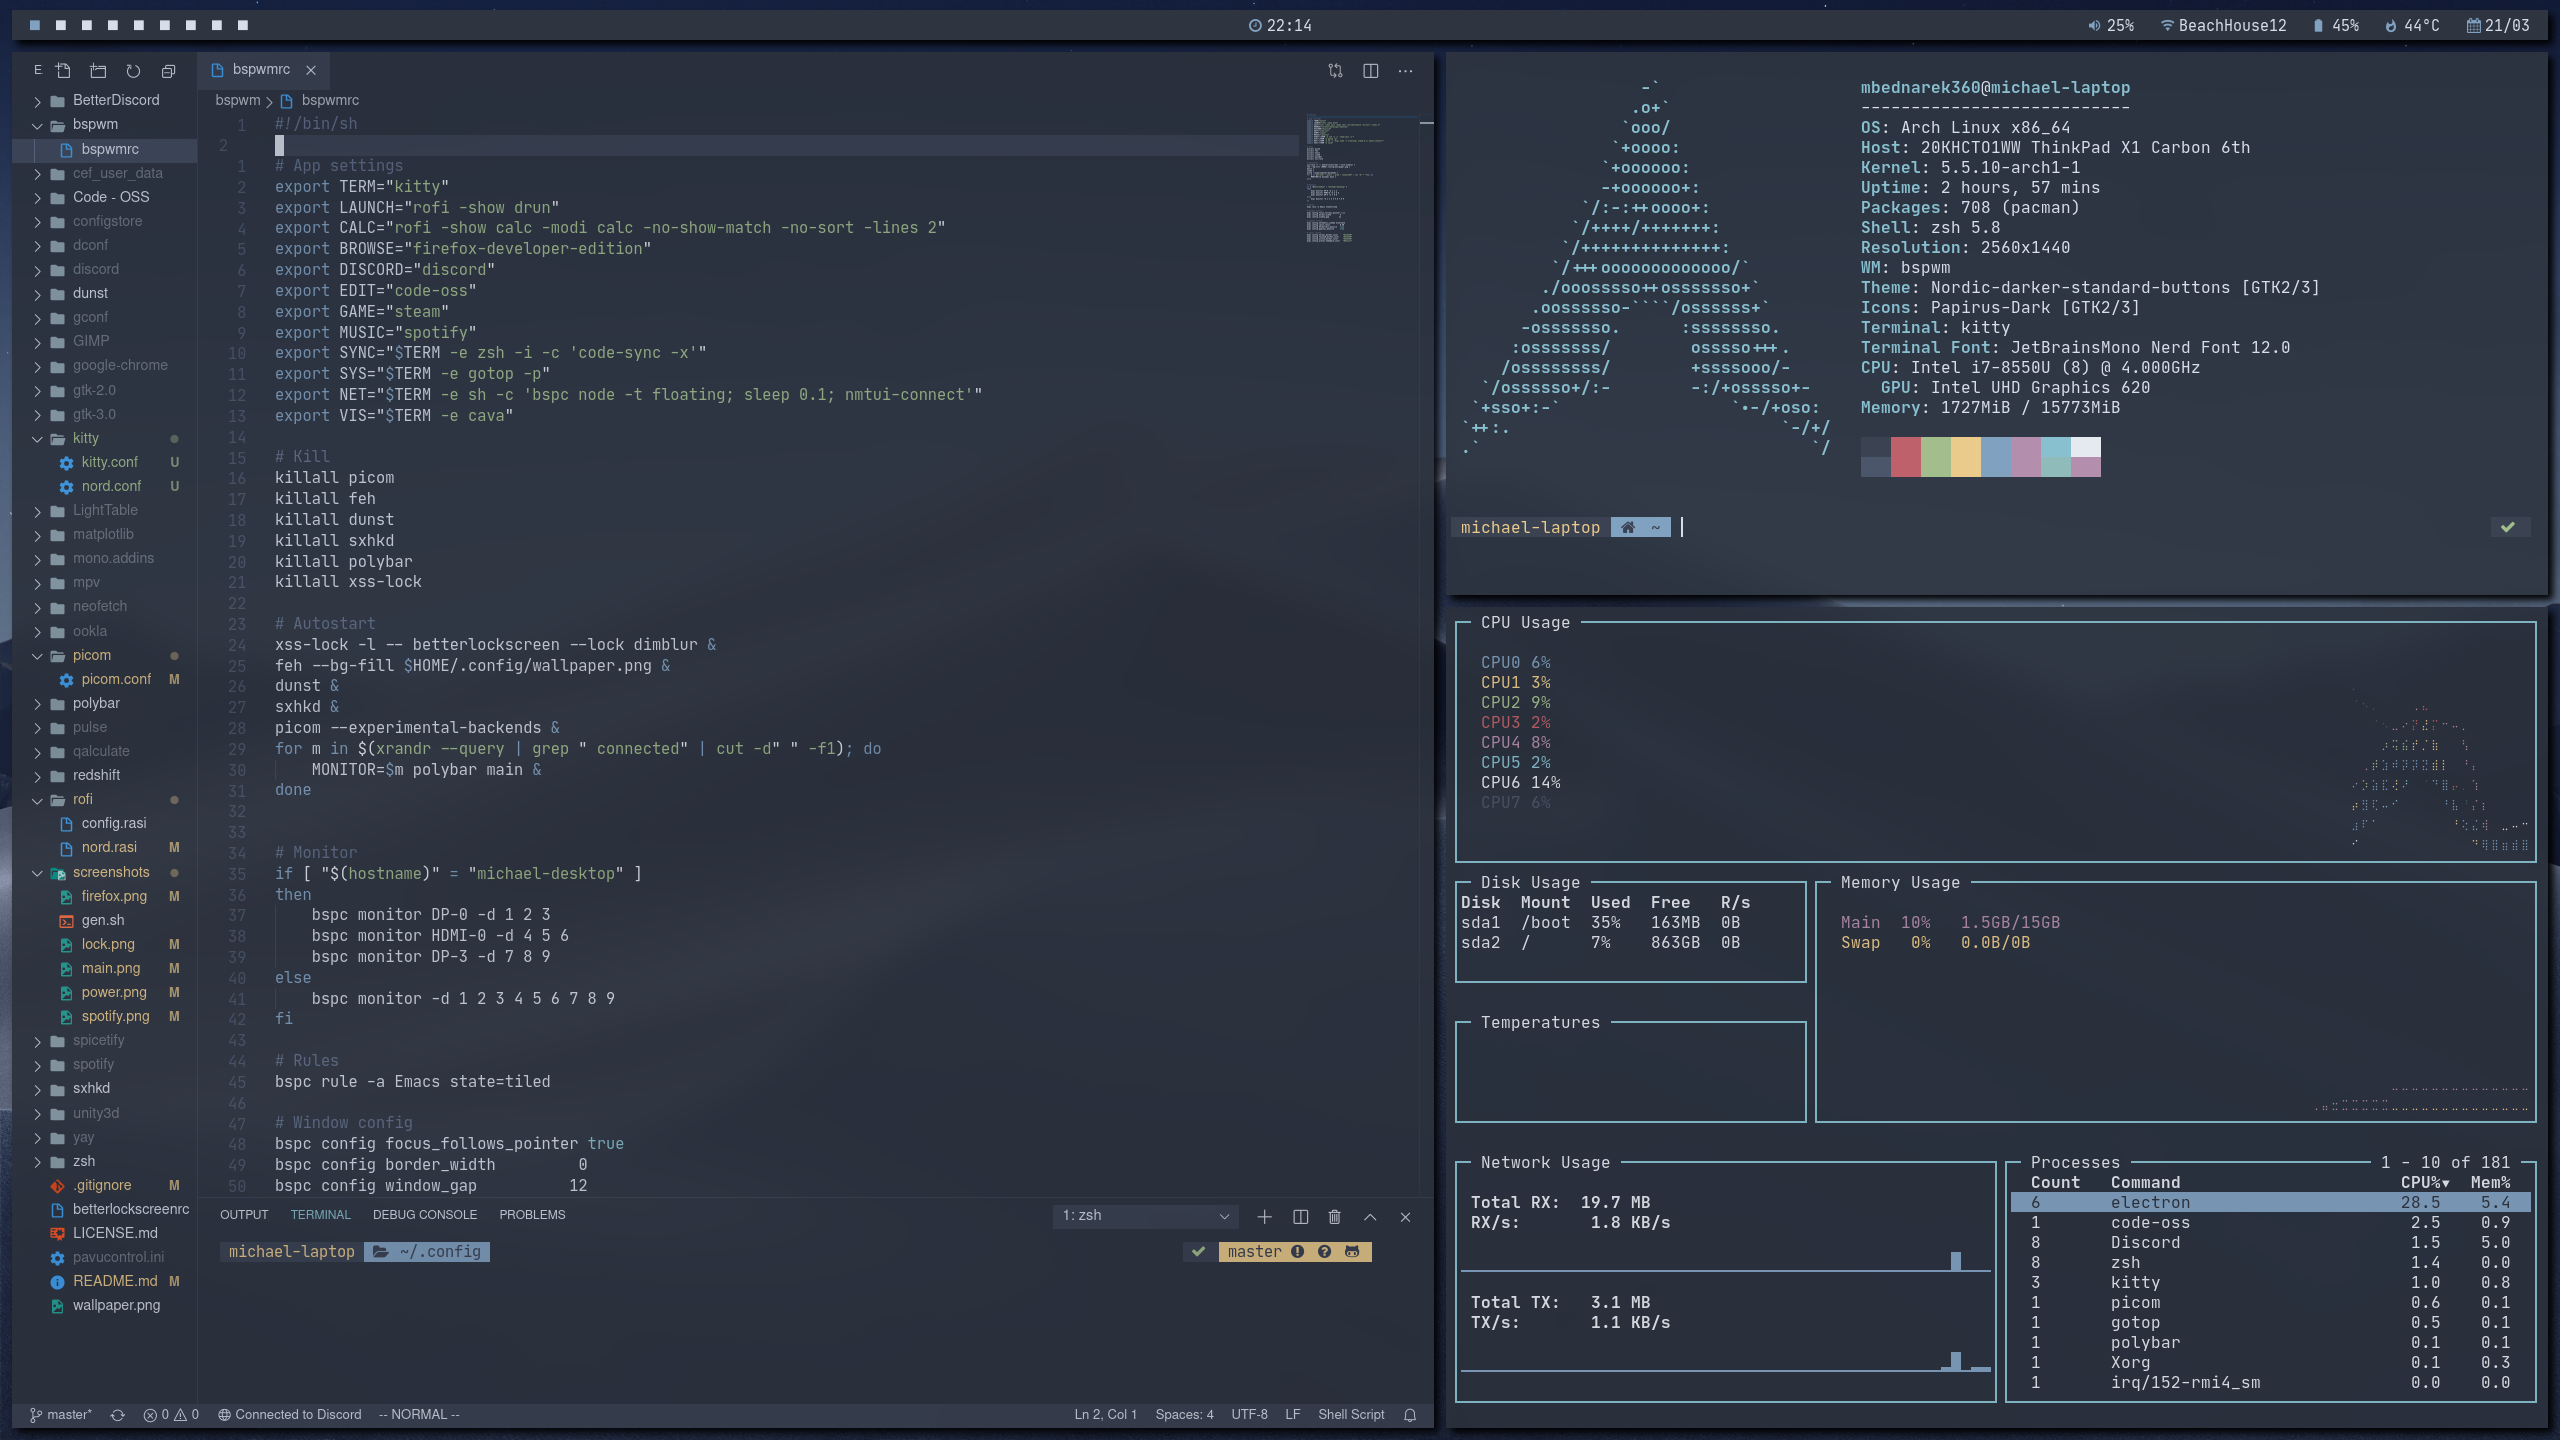 22:14
25% BeachHouse12 45% 44°C 21/03
E
BetterDiscord
bspwm
bspwmrc
cef_user_data
Code - OSS
configstore
dconf
discord
dunst
gconf
GIMP
google-chrome
gtk-2.0
gtk-3.0
kitty
kitty.conf U
nord.conf U
LightTable
matplotlib
mono.addins
mpv
neofetch
ookla
picom
picom.conf M
polybar
pulse
qalculate
redshift
rofi
config.rasi
nord.rasi M
screenshots
firefox.png M
gen.sh
lock.png M
main.png M
power.png M
spotify.png M
spicetify
spotify
sxhkd
unity3d
yay
zsh
.gitignore M
betterlockscreenrc
LICENSE.md
pavucontrol.ini
README.md M
wallpaper.png
bspwmrc
bspwm > bspwmrc
1 #!/bin/sh
2
1 # App settings
2 export TERM="kitty"
3 export LAUNCH="rofi -show drun"
4 export CALC="rofi -show calc -modi calc -no-show-match -no-sort -lines 2"
5 export BROWSE="firefox-developer-edition"
6 export DISCORD="discord"
7 export EDIT="code-oss"
8 export GAME="steam"
9 export MUSIC="spotify"
10 export SYNC="$TERM -e zsh -i -c 'code-sync -x'"
11 export SYS="$TERM -e gotop -p"
12 export NET="$TERM -e sh -c 'bspc node -t floating; sleep 0.1; nmtui-connect'"
13 export VIS="$TERM -e cava"
14
15 # Kill
16 killall picom
17 killall feh
18 killall dunst
19 killall sxhkd
20 killall polybar
21 killall xss-lock
22
23 # Autostart
24 xss-lock -l -- betterlockscreen --lock dimblur &
25 feh --bg-fill $HOME/.config/wallpaper.png &
26 dunst &
27 sxhkd &
28 picom --experimental-backends &
29 for m in $(xrandr --query | grep " connected" | cut -d" " -f1); do
30 MONITOR=$m polybar main &
31 done
32
33
34 # Monitor
35 if [ "$(hostname)" = "michael-desktop" ]
36 then
37 bspc monitor DP-0 -d 1 2 3
38 bspc monitor HDMI-0 -d 4 5 6
39 bspc monitor DP-3 -d 7 8 9
40 else
41 bspc monitor -d 1 2 3 4 5 6 7 8 9
42 fi
43
44 # Rules
45 bspc rule -a Emacs state=tiled
46
47 # Window config
48 bspc config focus_follows_pointer true
49 bspc config border_width 0
50 bspc config window_gap 12
OUTPUT TERMINAL DEBUG CONSOLE PROBLEMS 1: zsh
michael-laptop ~/.config master
master* 0 0 Connected to Discord -- NORMAL -- Ln 2, Col 1 Spaces: 4 UTF-8 LF Shell Script
-`
.o+`
`ooo/
`+oooo:
`+oooooo:
-+oooooo+:
`/:-:++oooo+:
`/++++/+++++++:
`/++++++++++++++:
`/+++ooooooooooooo/`
./ooosssso++osssssso+`
.oossssso-````/ossssss+`
-osssssso. :ssssssso.
:osssssss/ osssso+++.
/ossssssss/ +ssssooo/-
`/ossssso+/:- -:/+osssso+-
`+sso+:-` `•-/+oso:
`++:. `-/+/
.` `/
mbednarek360@michael-laptop
---------------------------
OS: Arch Linux x86_64
Host: 20KHCTO1WW ThinkPad X1 Carbon 6th
Kernel: 5.5.10-arch1-1
Uptime: 2 hours, 57 mins
Packages: 708 (pacman)
Shell: zsh 5.8
Resolution: 2560x1440
WM: bspwm
Theme: Nordic-darker-standard-buttons [GTK2/3]
Icons: Papirus-Dark [GTK2/3]
Terminal: kitty
Terminal Font: JetBrainsMono Nerd Font 12.0
CPU: Intel i7-8550U (8) @ 4.000GHz
GPU: Intel UHD Graphics 620
Memory: 1727MiB / 15773MiB
michael-laptop ~
CPU Usage
CPU0 6%
CPU1 3%
CPU2 9%
CPU3 2%
CPU4 8%
CPU5 2%
CPU6 14%
CPU7 6%
Disk Usage
Disk Mount Used Free R/s
sda1 /boot 35% 163MB 0B
sda2 / 7% 863GB 0B
Memory Usage
Main 10% 1.5GB/15GB
Swap 0% 0.0B/0B
Temperatures
Network Usage
Total RX: 19.7 MB
RX/s: 1.8 KB/s
Total TX: 3.1 MB
TX/s: 1.1 KB/s
Processes 1 - 10 of 181
Count Command CPU%▼ Mem%
6 electron 28.5 5.4
1 code-oss 2.5 0.9
8 Discord 1.5 5.0
8 zsh 1.4 0.0
3 kitty 1.0 0.8
1 picom 0.6 0.1
1 gotop 0.5 0.1
1 polybar 0.1 0.1
1 Xorg 0.1 0.3
1 irq/152-rmi4_sm 0.0 0.0